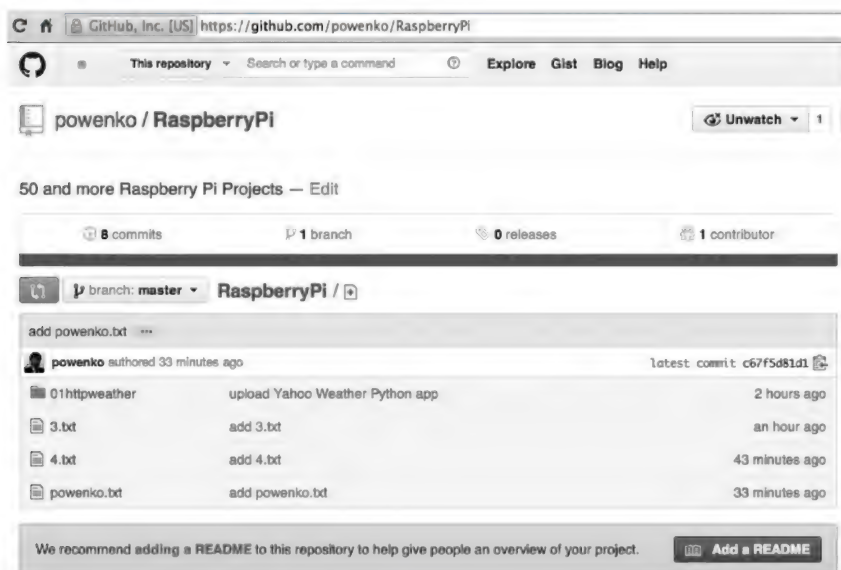 GitHub, Inc. [US] https://github.com/powenko/RaspberryPi
This repository Search or type a command Explore Gist Blog Help
powenko / RaspberryPi Unwatch 1
50 and more Raspberry Pi Projects — Edit
8 commits 1 branch 0 releases 1 contributor
branch: master RaspberryPi /
add powenko.txt ...
powenko authored 33 minutes ago latest commit c67f5d81d1
01httpweather upload Yahoo Weather Python app 2 hours ago
3.txt add 3.txt an hour ago
4.txt add 4.txt 43 minutes ago
powenko.txt add powenko.txt 33 minutes ago
We recommend adding a README to this repository to help give people an overview of your project. Add a README